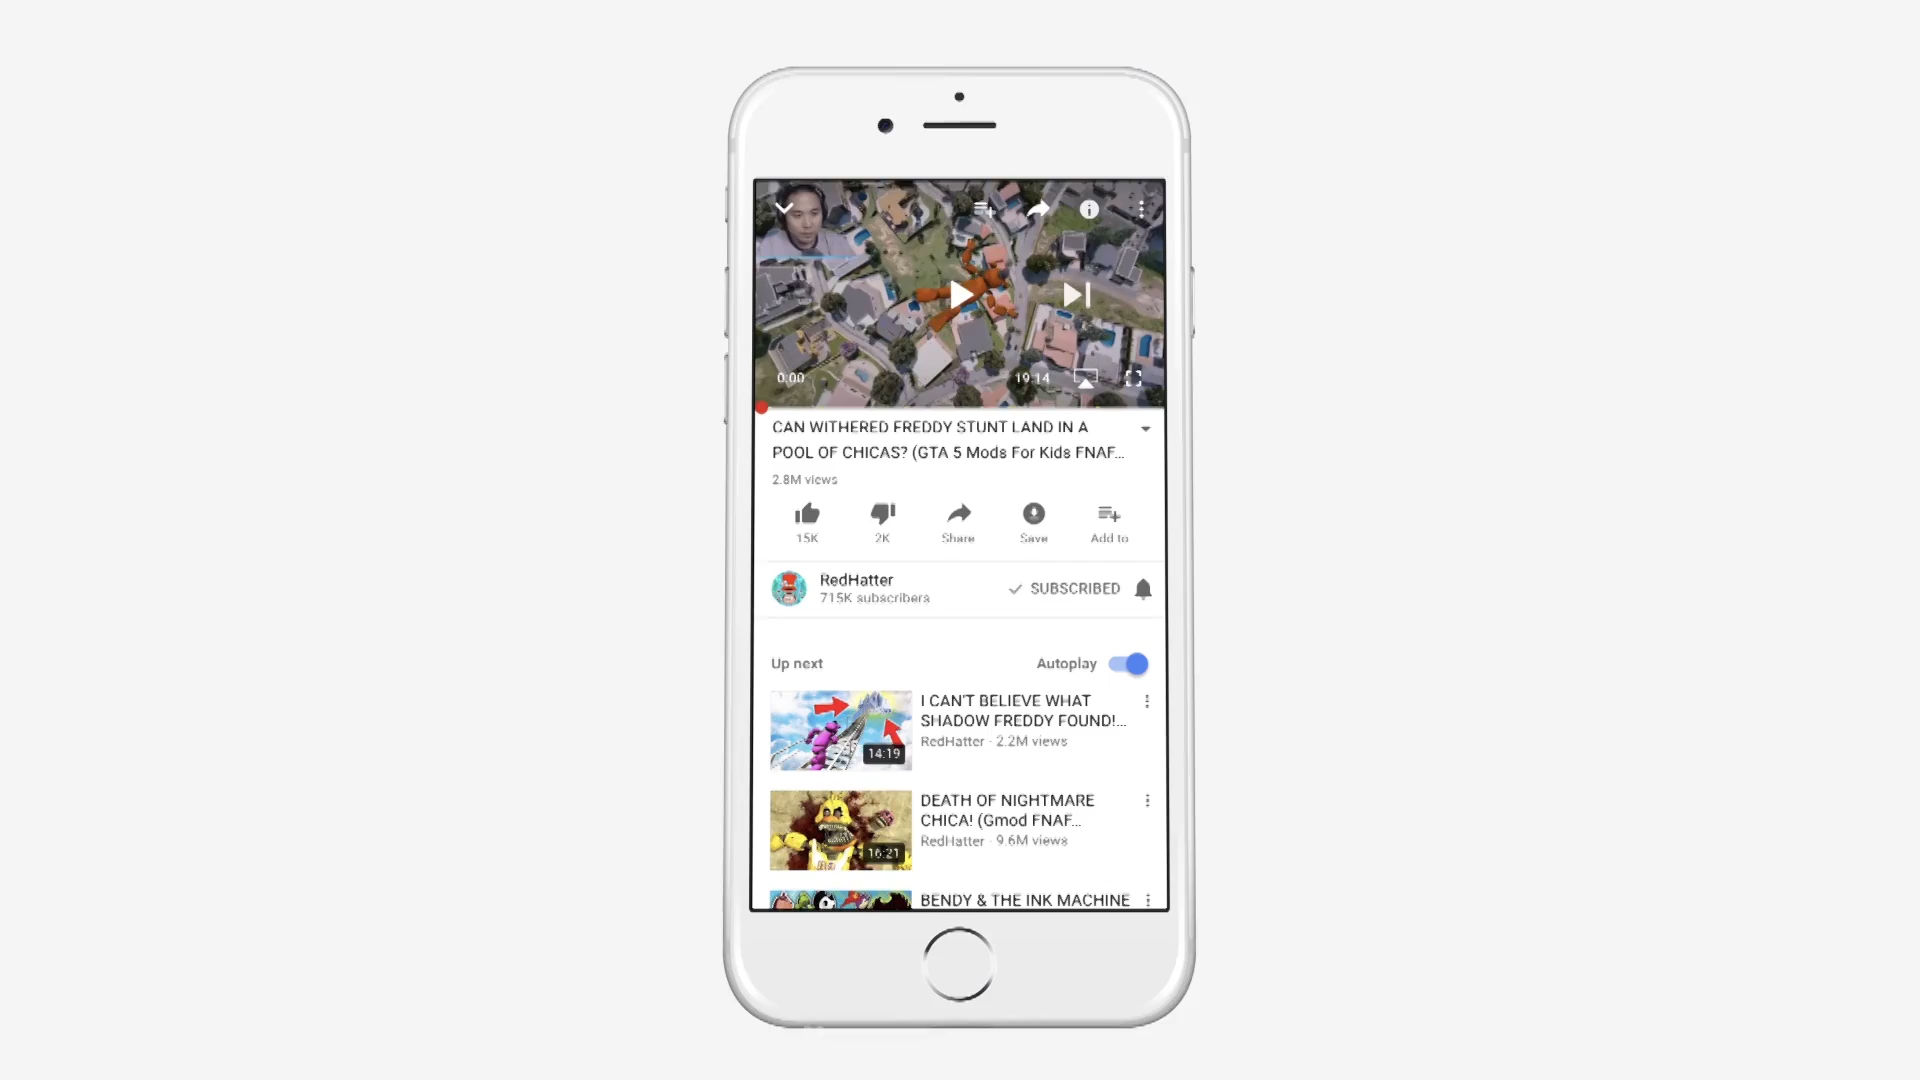 0:00
19:14
CAN WITHERED FREDDY STUNT LAND IN A
POOL OF CHICAS? (GTA 5 Mods For Kids FNAF...
2.8M views
15K
2K
Share
Save
Add to
RedHatter
715K subscribers
SUBSCRIBED
Up next
Autoplay
14:19
I CAN'T BELIEVE WHAT
SHADOW FREDDY FOUND!...
RedHatter · 2.2M views
16:21
DEATH OF NIGHTMARE
CHICA! (Gmod FNAF...
RedHatter · 9.6M views
BENDY & THE INK MACHINE